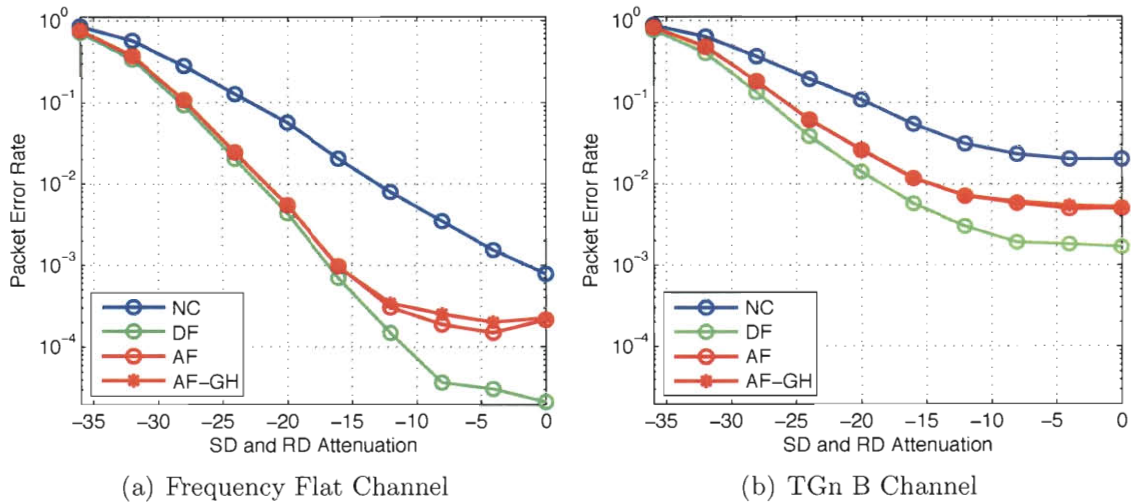 10^0
10^-1
10^-2
10^-3
10^-4
Packet Error Rate
NC
DF
AF
AF-GH
-35 -30 -25 -20 -15 -10 -5 0
SD and RD Attenuation
(a) Frequency Flat Channel
10^0
10^-1
10^-2
10^-3
10^-4
Packet Error Rate
NC
DF
AF
AF-GH
-35 -30 -25 -20 -15 -10 -5 0
SD and RD Attenuation
(b) TGn B Channel